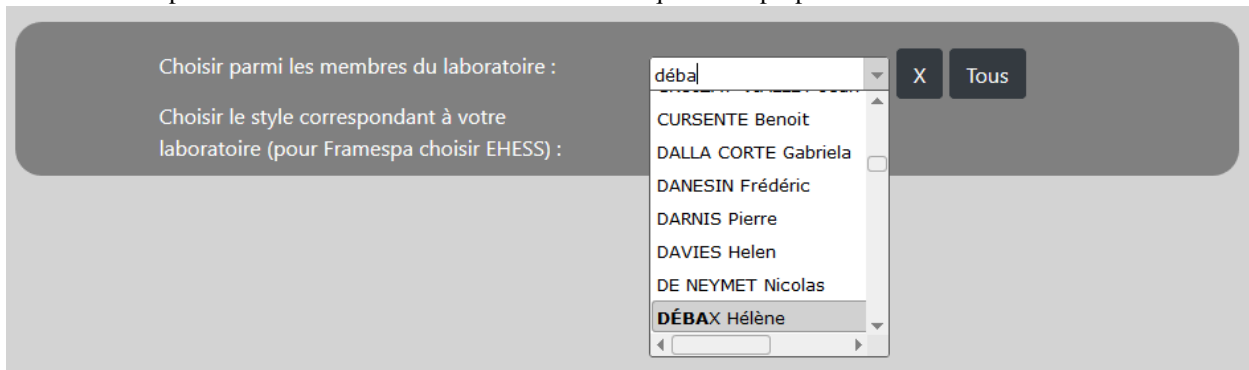 Choisir parmi les membres du laboratoire :
déba
X
Tous
Choisir le style correspondant à votre
laboratoire (pour Framespa choisir EHESS) :
CURSENTE Benoit
DALLA CORTE Gabriela
DANESIN Frédéric
DARNIS Pierre
DAVIES Helen
DE NEYMET Nicolas
DÉBAX Hélène